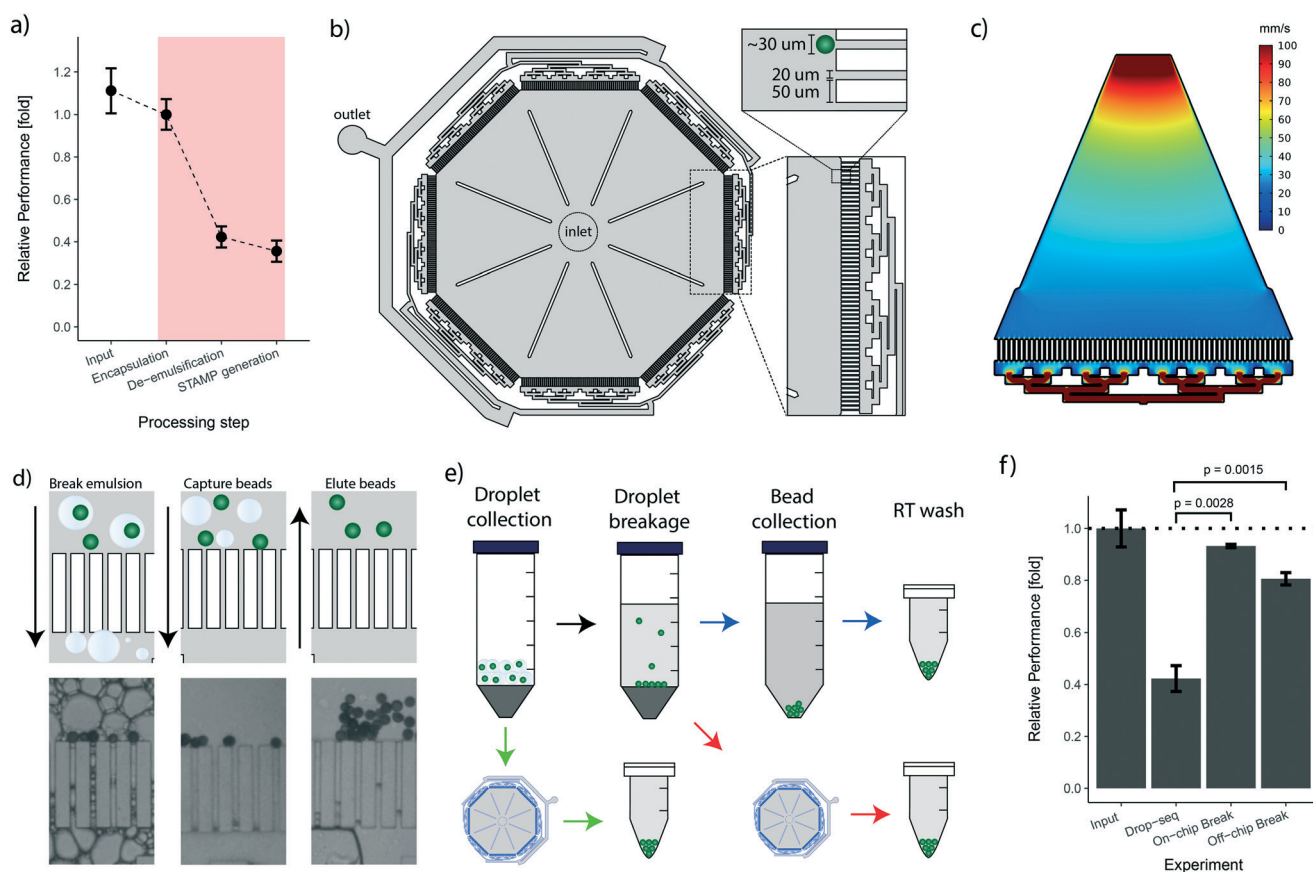 a)
Relative Performance [fold]
1.2
1.0
0.8
0.6
0.4
0.2
0.0
Input
Encapsulation
De-emulsification
STAMP generation
Processing step
b)
outlet
inlet
~30 um
20 um
50 um
c)
mm/s
100
90
80
70
60
50
40
30
20
10
0
d)
Break emulsion
Capture beads
Elute beads
e)
Droplet
collection
Droplet
breakage
Bead
collection
RT wash
f)
Relative Performance [fold]
p = 0.0015
p = 0.0028
1.0
0.8
0.6
0.4
0.2
0.0
Input
Drop-seq
On-chip Break
Off-chip Break
Experiment